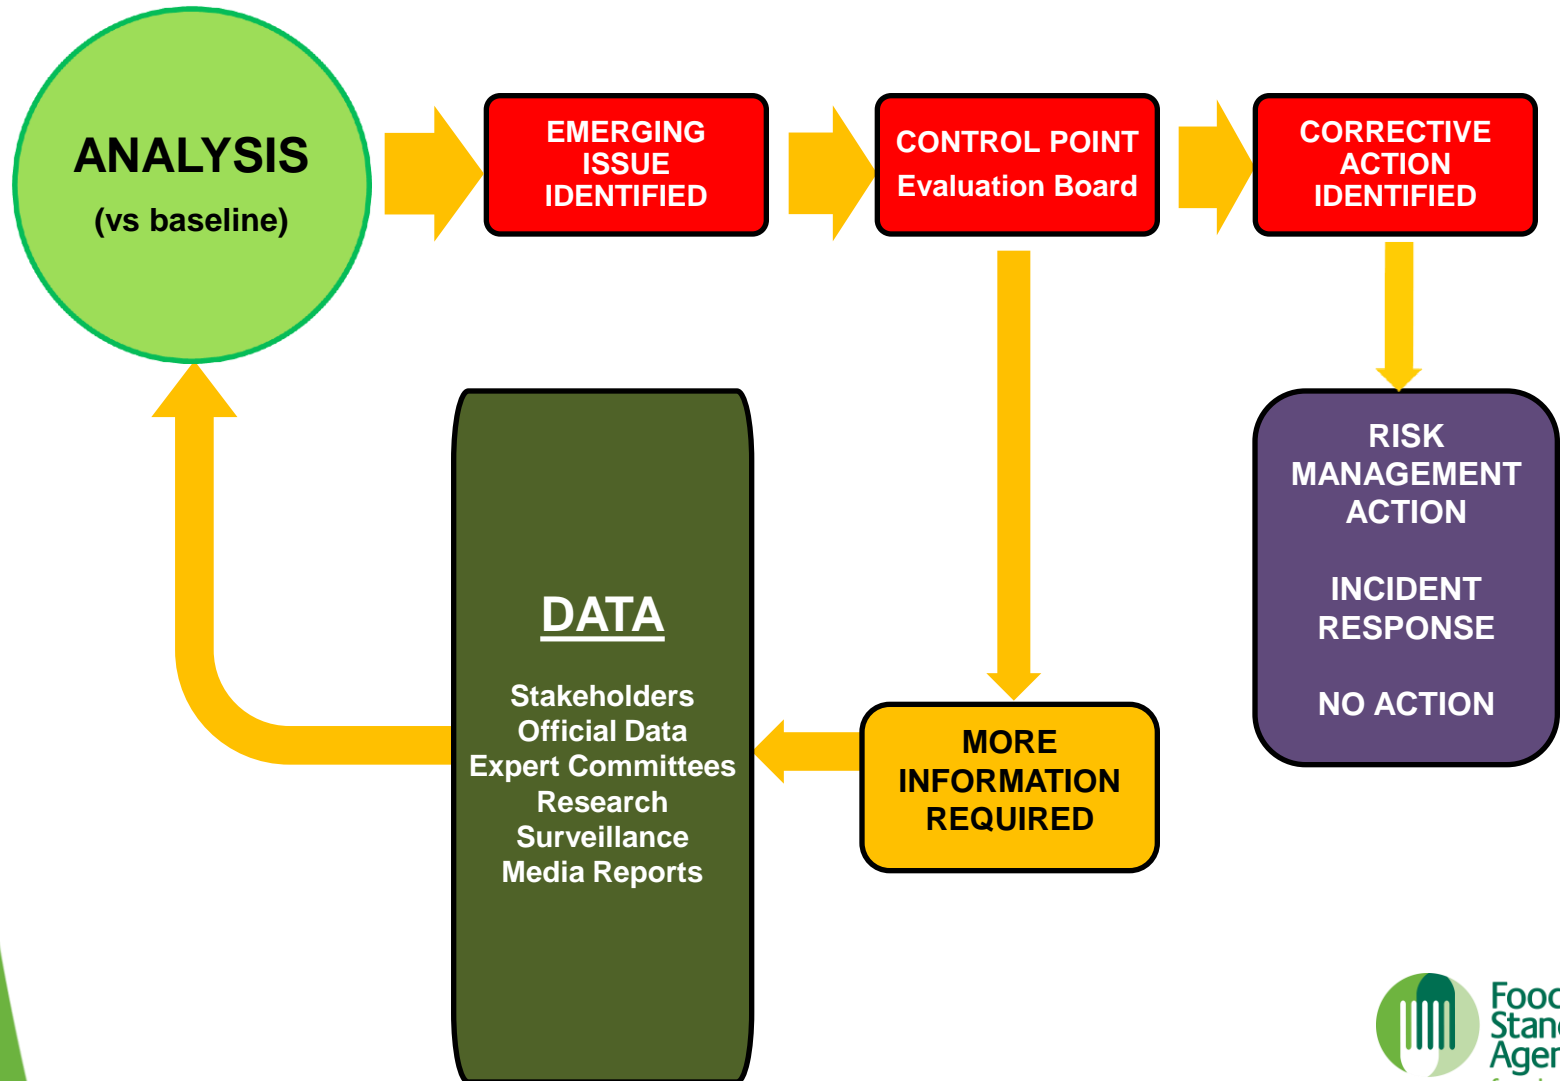 ANALYSIS
(vs baseline)
EMERGING
ISSUE
IDENTIFIED
CONTROL POINT
Evaluation Board
CORRECTIVE
ACTION
IDENTIFIED
RISK
MANAGEMENT
ACTION
INCIDENT
RESPONSE
NO ACTION
DATA
Stakeholders
Official Data
Expert Committees
Research
Surveillance
Media Reports
MORE
INFORMATION
REQUIRED